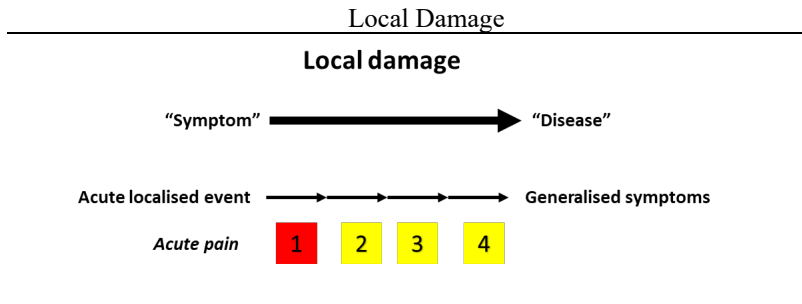 Local Damage
Local damage
“Symptom” “Disease”
Acute localised event Generalised symptoms
Acute pain 1 2 3 4